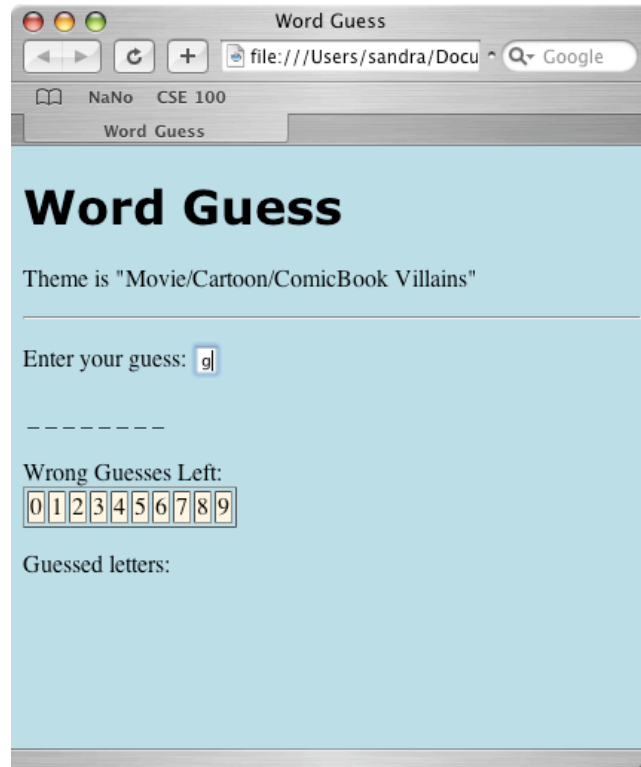 Word Guess
file:///Users/sandra/Docu Google
NaNo CSE 100
Word Guess
Word Guess
Theme is "Movie/Cartoon/ComicBook Villains"
Enter your guess: g
_ _ _ _ _ _ _ _
Wrong Guesses Left:
0 1 2 3 4 5 6 7 8 9
Guessed letters: